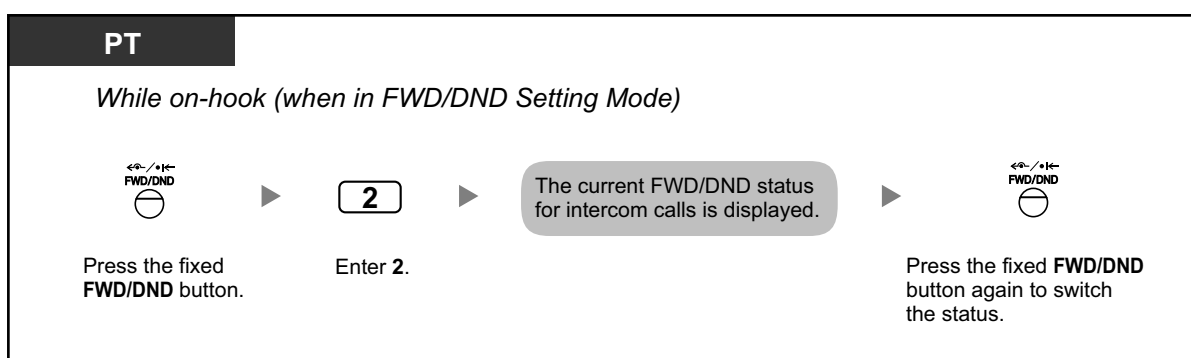 PT
While on-hook (when in FWD/DND Setting Mode)
FWD/DND
2
The current FWD/DND status
for intercom calls is displayed.
FWD/DND
Press the fixed
FWD/DND button.
Enter 2.
Press the fixed FWD/DND
button again to switch
the status.